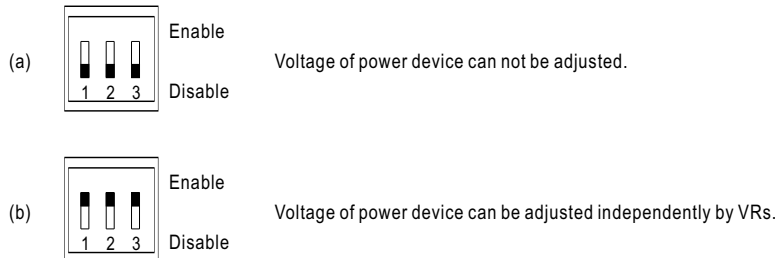 Enable
(a) Voltage of power device can not be adjusted.
1 2 3 Disable
Enable
(b) Voltage of power device can be adjusted independently by VRs.
1 2 3 Disable